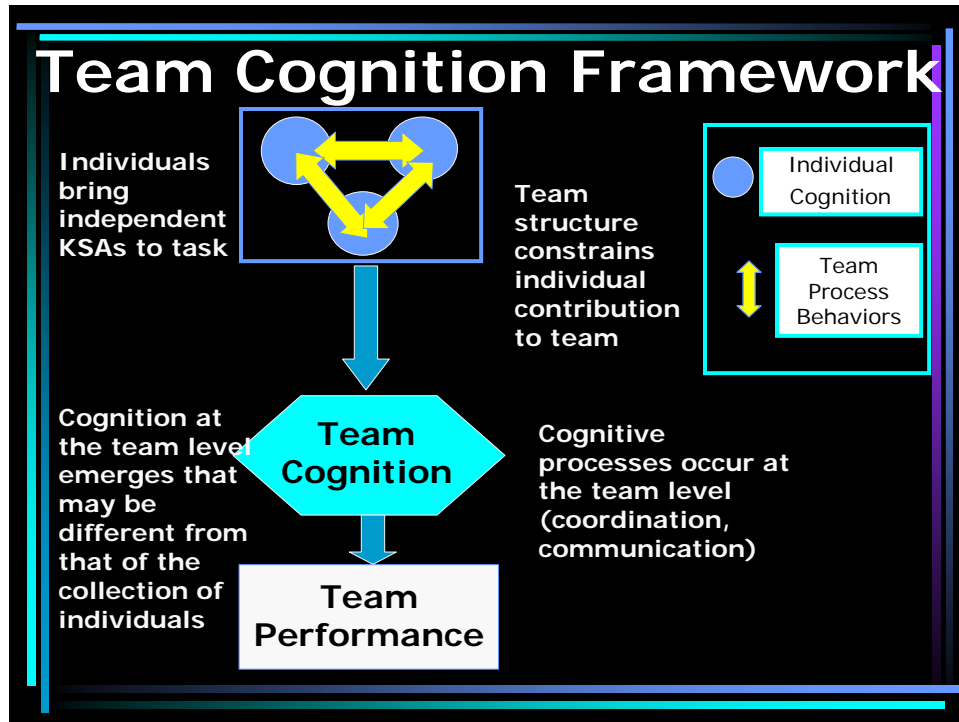 Team Cognition Framework
Individuals
bring
independent
KSAs to task
Team
structure
constrains
individual
contribution
to team
Individual
Cognition
Team
Process
Behaviors
Cognition at
the team level
emerges that
may be
different from
that of the
collection of
individuals
Team
Cognition
Cognitive
processes occur at
the team level
(coordination,
communication)
Team
Performance